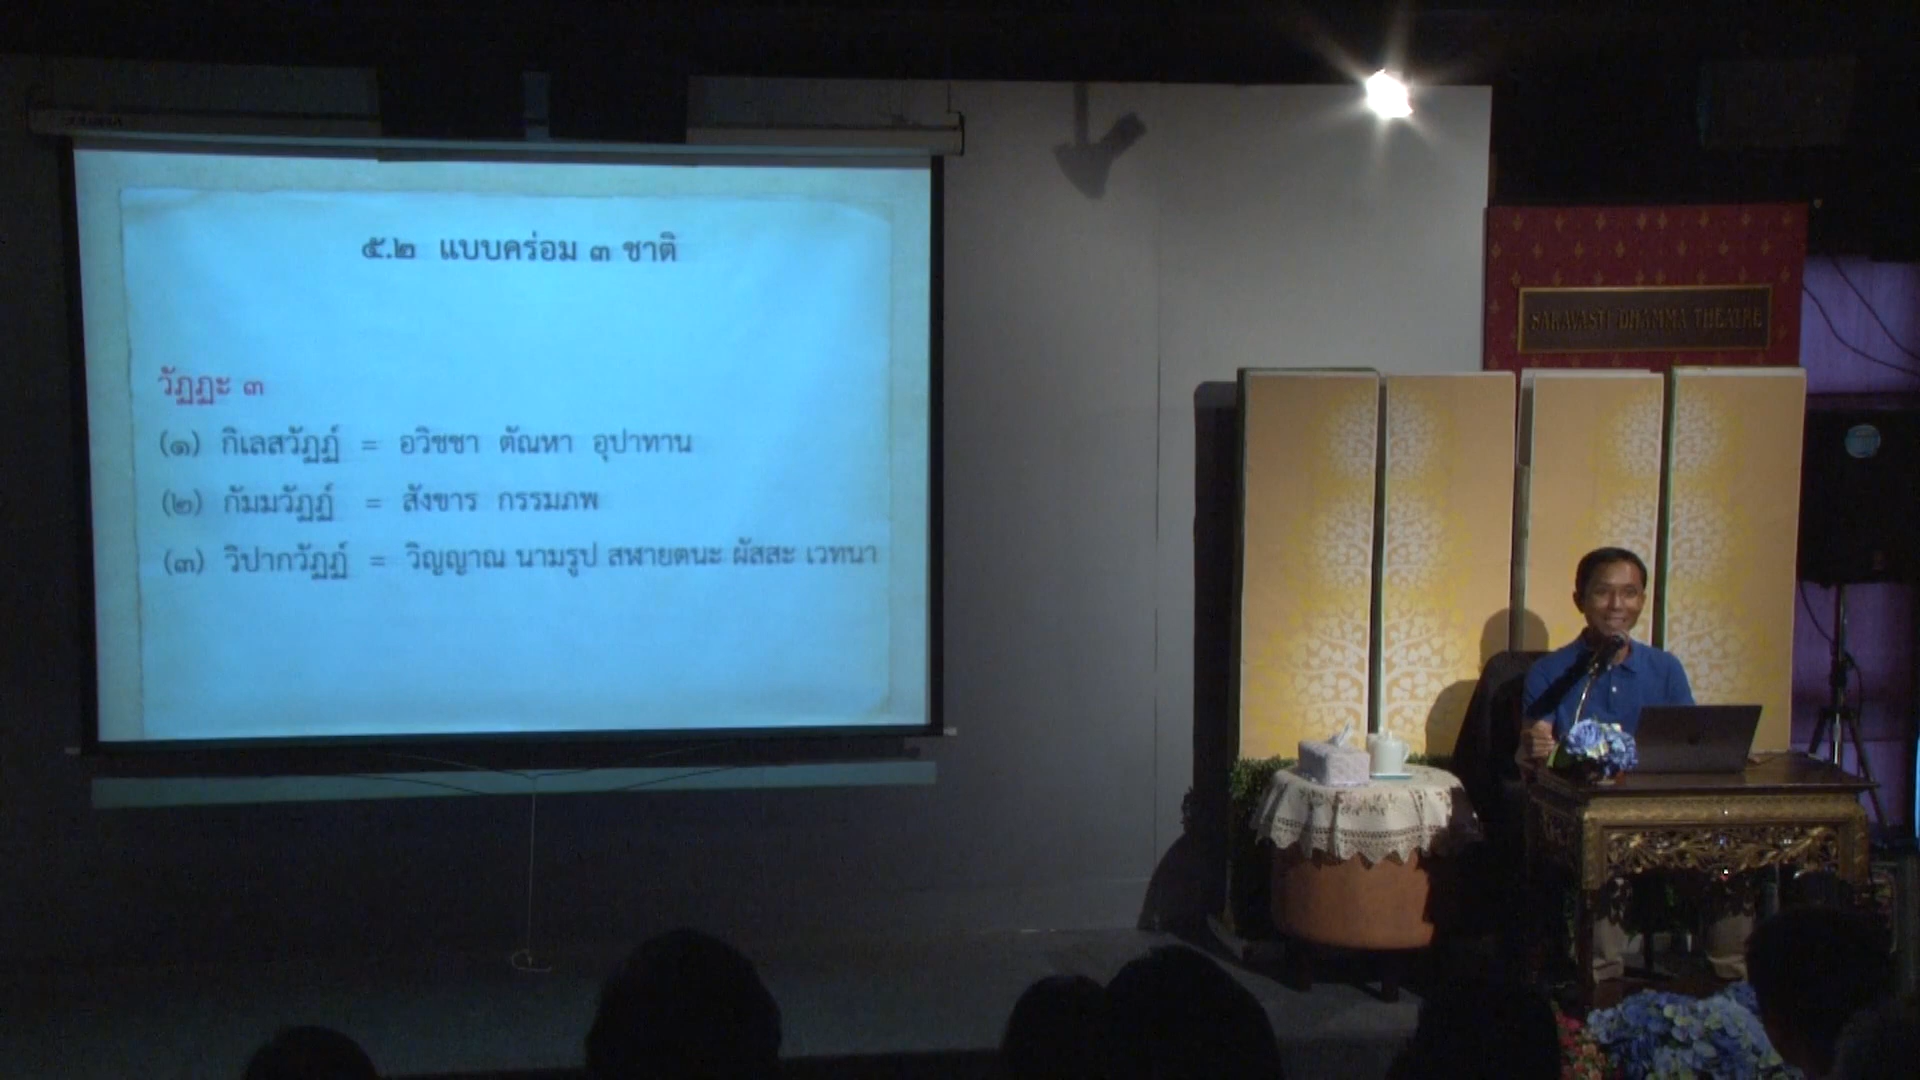 ๕.๒ แบบคร่อม ๓ ชาติ
วัฏฏะ ๓
(๑) กิเลสวัฏฏ์ = อวิชชา ตัณหา อุปาทาน
(๒) กัมมวัฏฏ์ = สังขาร กรรมภพ
(๓) วิปากวัฏฏ์ = วิญญาณ นามรูป สฬายตนะ ผัสสะ เวทนา
SAWAVASTI DHAMMA THEATRE